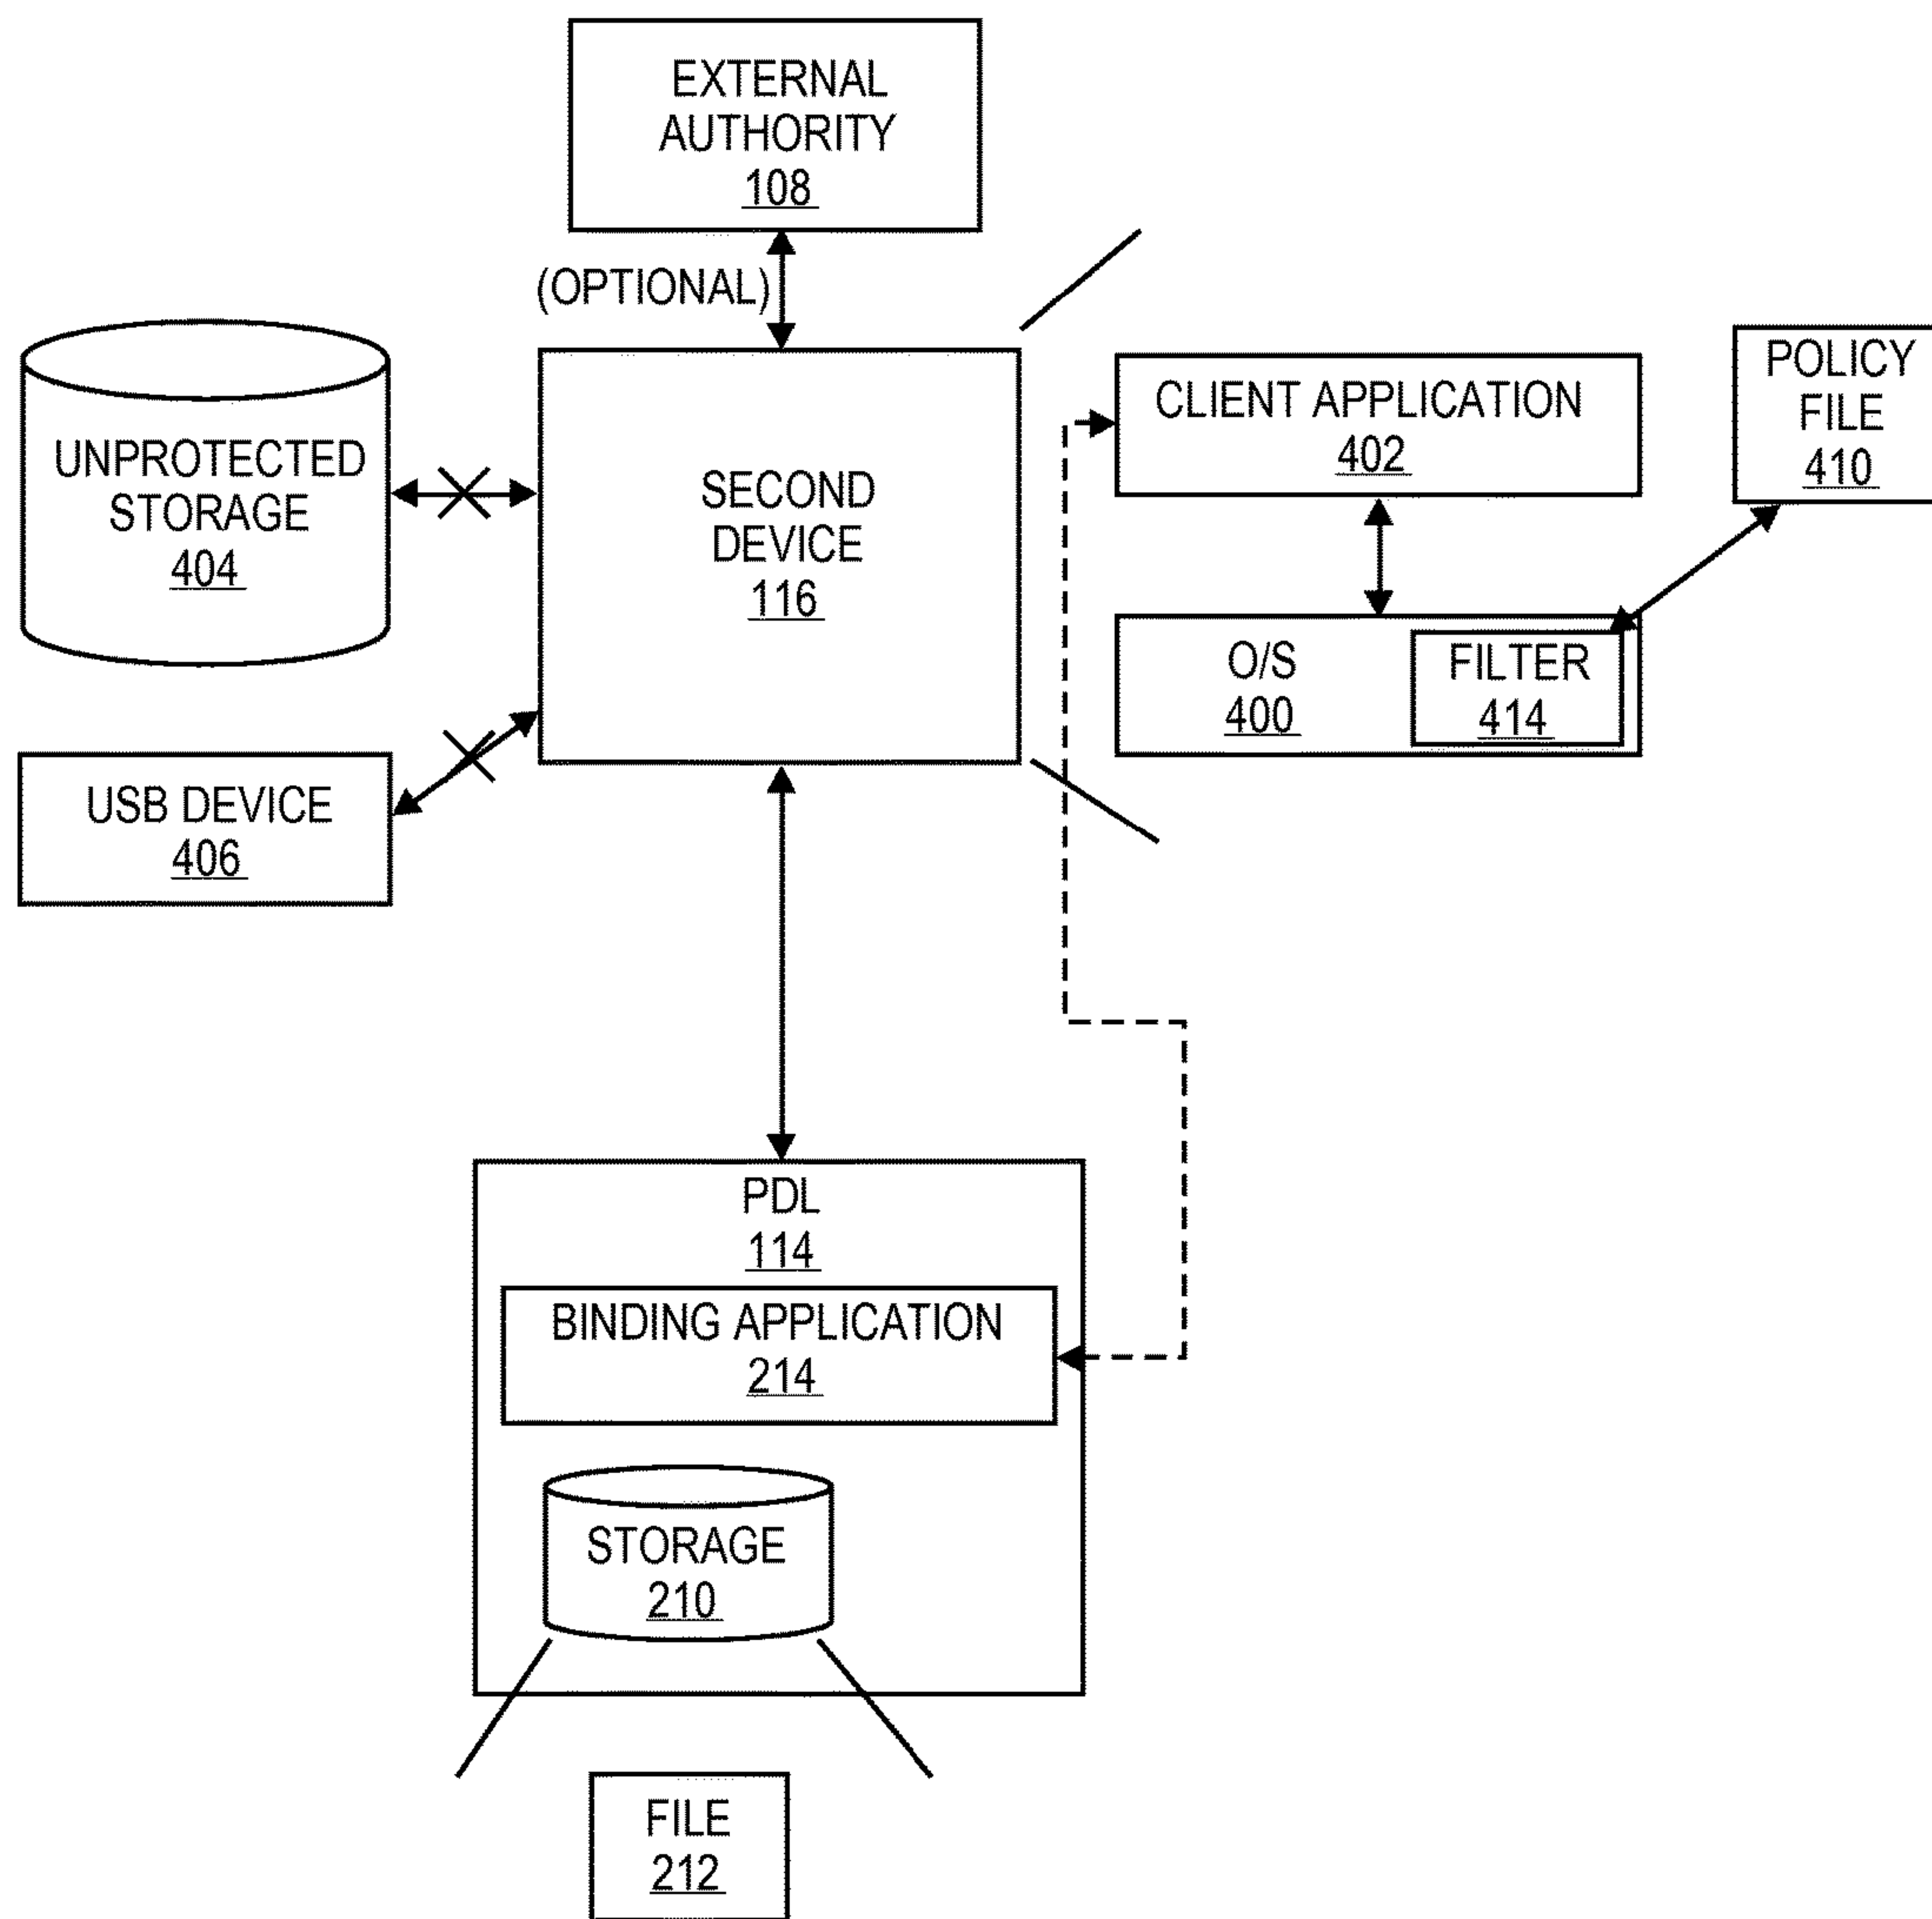 EXTERNAL
AUTHORITY
108
(OPTIONAL)
UNPROTECTED
STORAGE
404
SECOND
DEVICE
116
CLIENT APPLICATION
402
POLICY
FILE
410
O/S
400
FILTER
414
USB DEVICE
406
PDL
114
BINDING APPLICATION
214
STORAGE
210
FILE
212